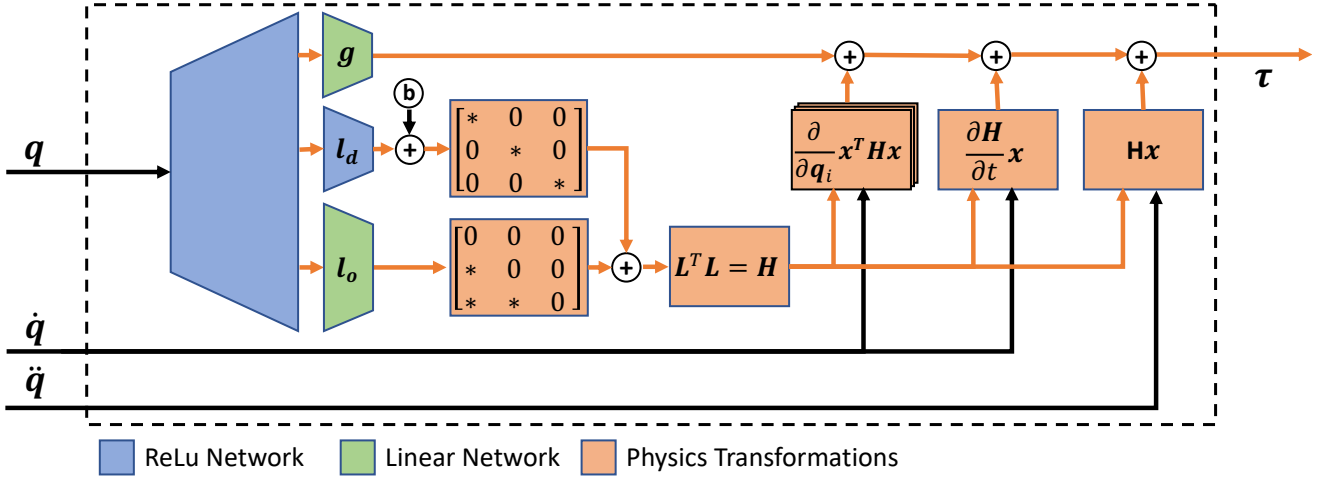 g
+ + +
τ
b
q
l_d
+
[* 0 0
0 * 0
0 0 *]
∂/∂q_i x^T Hx
∂H/∂t x
Hx
l_o
[0 0 0
* 0 0
* * 0]
+
L^T L = H
q̇
q̈
ReLu Network
Linear Network
Physics Transformations